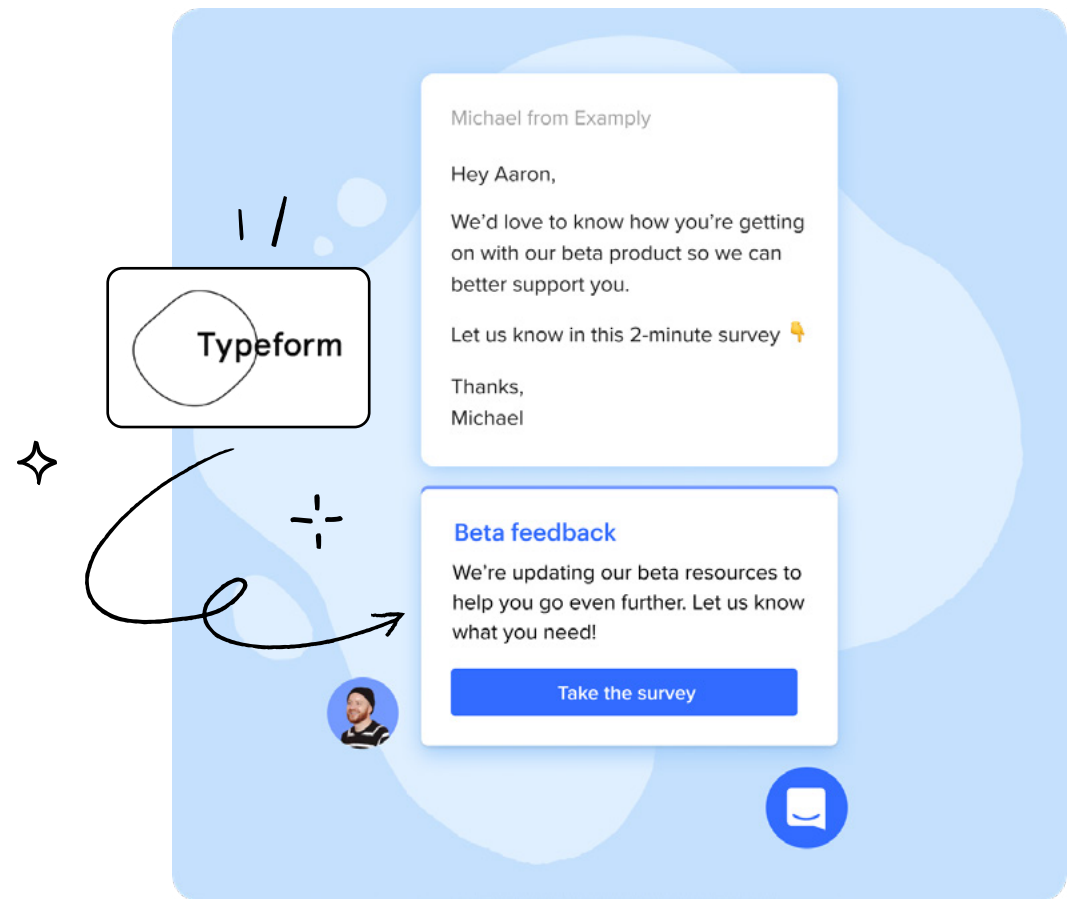 Michael from Examply
Hey Aaron,
We’d love to know how you’re getting
on with our beta product so we can
better support you.
Let us know in this 2-minute survey 👇
Thanks,
Michael
Typeform
Beta feedback
We’re updating our beta resources to
help you go even further. Let us know
what you need!
Take the survey